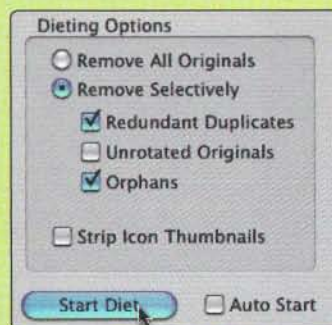 Dieting Options
Remove All Originals
Remove Selectively
Redundant Duplicates
Unrotated Originals
Orphans
Strip Icon Thumbnails
Start Diet
Auto Start